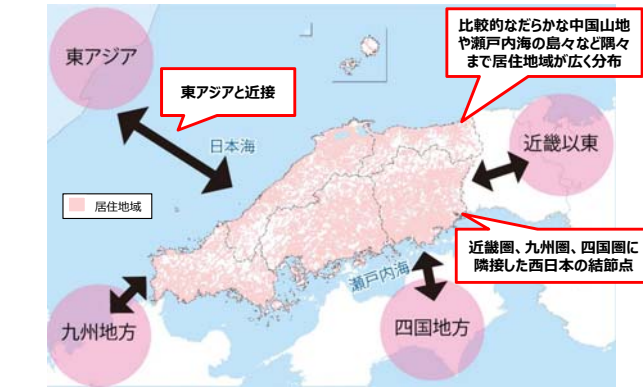 東アジア
東アジアと近接
比較的なだらかな中国山地
や瀬戸内海の島々など隅々
まで居住地域が広く分布
日本海
近畿以東
居住地域
近畿圏、九州圏、四国圏に
隣接した西日本の結節点
瀬戸内海
九州地方
四国地方